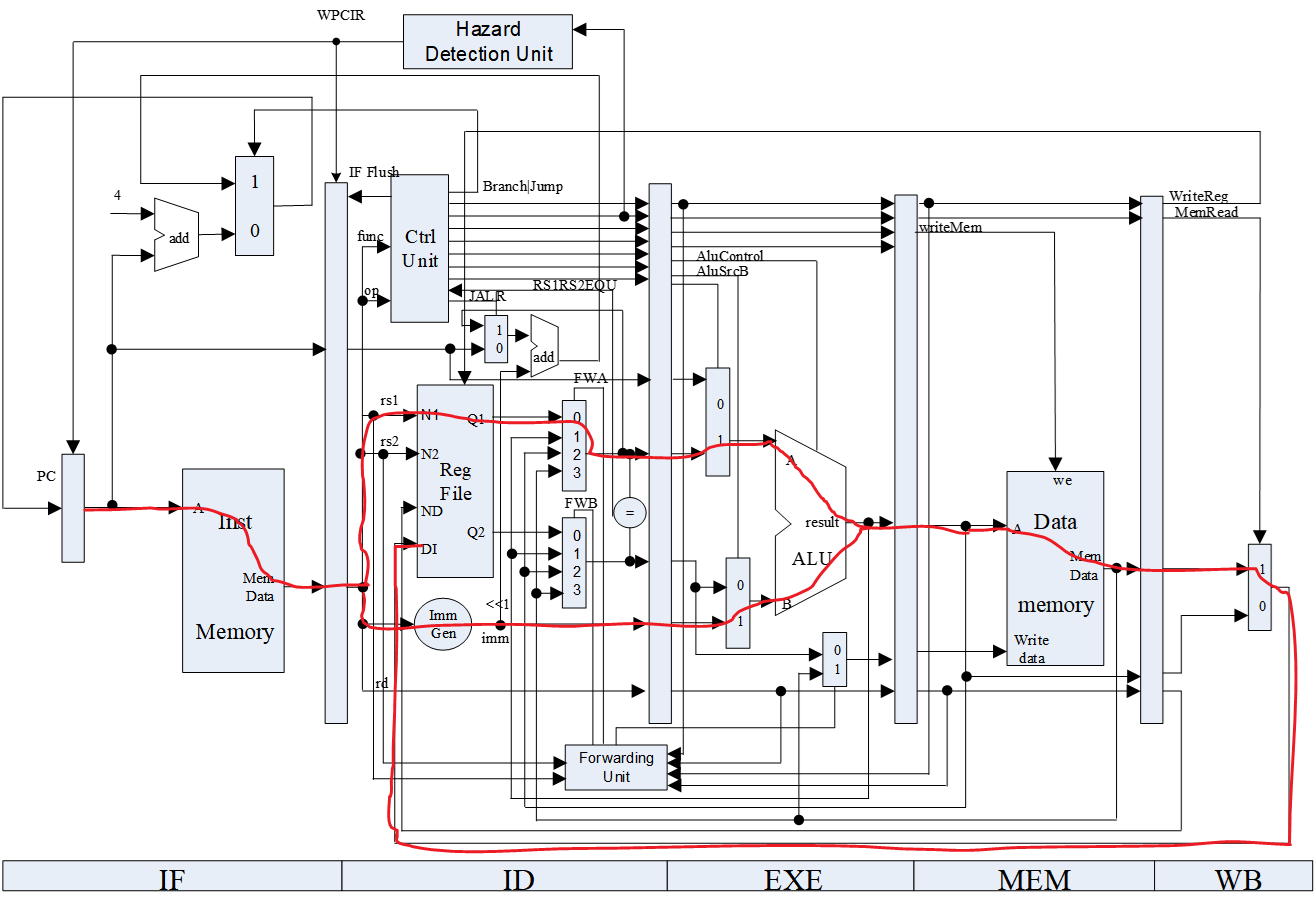 WPCIR
Hazard
Detection Unit
IF Flush
Branch|Jump
4
add
1
0
func
op
Ctrl
Unit
RS1RS2EQU
JALR
1
0
add
WriteReg
MemRead
writeMem
AluControl
AluSrcB
FWA
rs1
rs2
N1
N2
ND
DI
Q1
Q2
Reg
File
0
1
2
3
FWB
0
1
2
3
=
0
1
0
1
A
B
result
ALU
PC
A
Inst
Mem
Data
Memory
Imm
Gen
<<1
imm
rd
0
1
we
A
Data
Mem
Data
memory
Write
data
1
0
Forwarding
Unit
IF
ID
EXE
MEM
WB